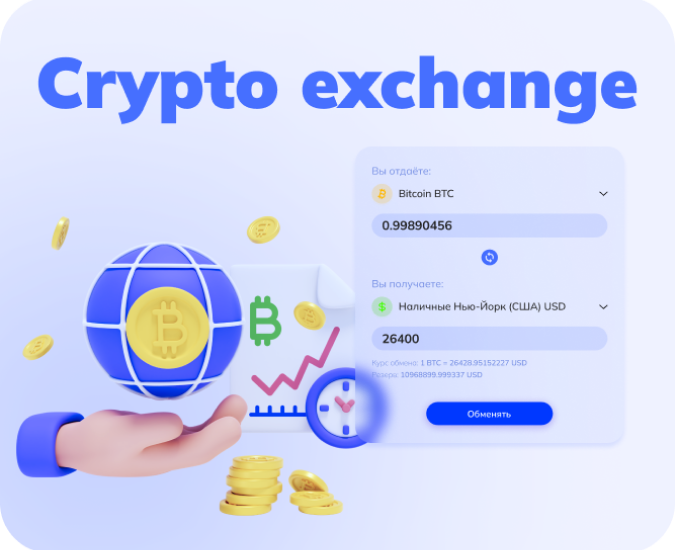 Crypto exchange
Вы отдаёте:
Bitcoin BTC
0.99890456
Вы получаете:
Наличные Нью-Йорк (США) USD
26400
Курс обмена: 1 BTC = 26428.95152227 USD
Резерв: 10968899.999337 USD
Обменять